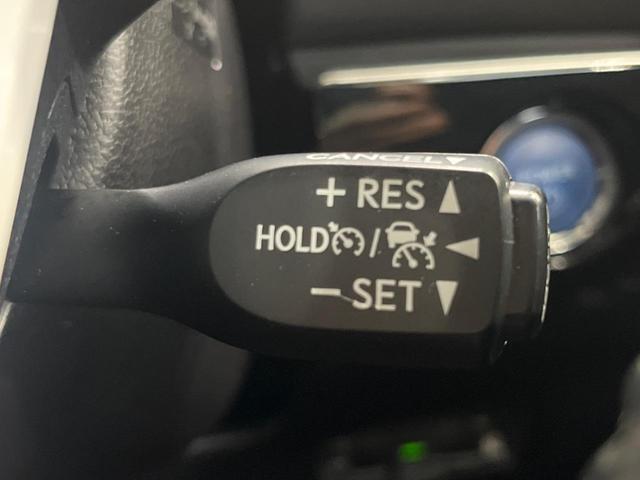 CANCEL▼
+ RES ▲
HOLD / ◀
− SET ▼